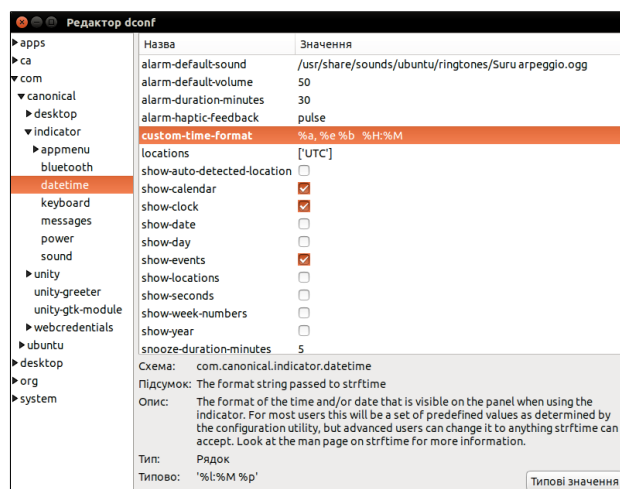 Редактор dconf
apps
ca
com
canonical
desktop
indicator
appmenu
bluetooth
datetime
keyboard
messages
power
sound
unity
unity-greeter
unity-gtk-module
webcredentials
ubuntu
desktop
org
system
Назва Значення
alarm-default-sound /usr/share/sounds/ubuntu/ringtones/Suru arpeggio.ogg
alarm-default-volume 50
alarm-duration-minutes 30
alarm-haptic-feedback pulse
custom-time-format %a, %e %b %H:%M
locations ['UTC']
show-auto-detected-location
show-calendar
show-clock
show-date
show-day
show-events
show-locations
show-seconds
show-week-numbers
show-year
snooze-duration-minutes 5
Схема: com.canonical.indicator.datetime
Підсумок: The format string passed to strftime
Опис: The format of the time and/or date that is visible on the panel when using the
indicator. For most users this will be a set of predefined values as determined by
the configuration utility, but advanced users can change it to anything strftime can
accept. Look at the man page on strftime for more information.
Тип: Рядок
Типово: '%l:%M %p'
Типові значення